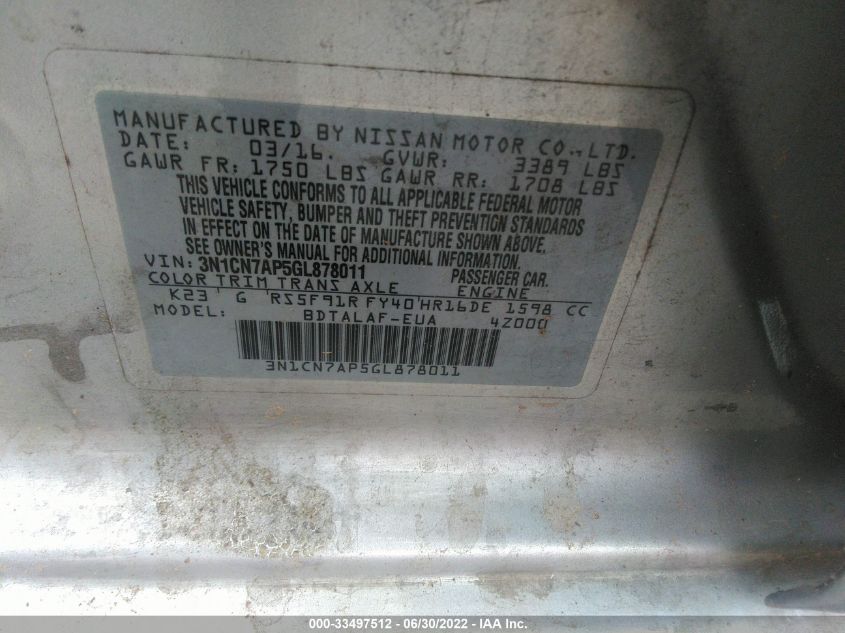 MANUFACTURED BY NISSAN MOTOR CO.,LTD.
DATE: 03/16. GVWR: 3389 LBS
GAWR FR: 1750 LBS GAWR RR: 1708 LBS
THIS VEHICLE CONFORMS TO ALL APPLICABLE FEDERAL MOTOR
VEHICLE SAFETY, BUMPER AND THEFT PREVENTION STANDARDS
IN EFFECT ON THE DATE OF MANUFACTURE SHOWN ABOVE.
SEE OWNER'S MANUAL FOR ADDITIONAL INFORMATION.
VIN: 3N1CN7AP5GL878011 PASSENGER CAR.
COLOR TRIM TRANS AXLE ENGINE
K23 G RS5F91R FY40 HR16DE 1598 CC
MODEL: BDTALAF-EUA 4Z000
3N1CN7AP5GL878011
000-33497512 - 06/30/2022 - IAA Inc.